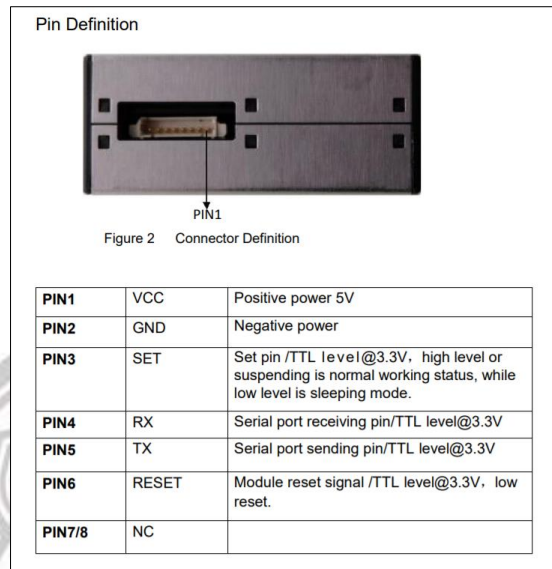 Pin Definition
PIN1
Figure 2 Connector Definition
PIN1 VCC Positive power 5V
PIN2 GND Negative power
PIN3 SET Set pin /TTL level@3.3V，high level or
suspending is normal working status, while
low level is sleeping mode.
PIN4 RX Serial port receiving pin/TTL level@3.3V
PIN5 TX Serial port sending pin/TTL level@3.3V
PIN6 RESET Module reset signal /TTL level@3.3V，low
reset.
PIN7/8 NC